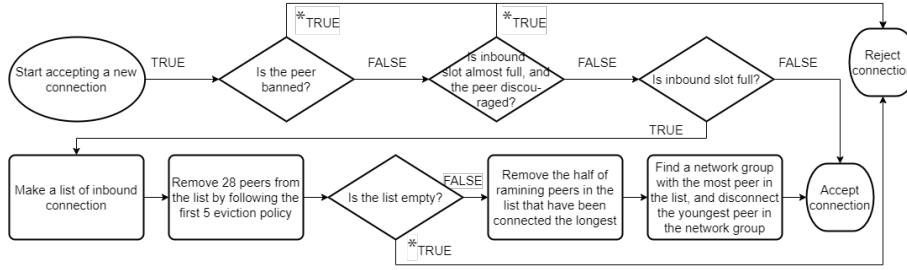 *TRUE
*TRUE
Start accepting a new
connection
TRUE
Is the peer
banned?
FALSE
Is inbound
slot almost full, and
the peer discou-
raged?
FALSE
Is inbound slot full?
FALSE
Reject
connection
TRUE
Make a list of inbound
connection
Remove 28 peers from
the list by following the
first 5 eviction policy
Is the list empty?
FALSE
Remove the half of
ramining peers in the
list that have been
connected the longest
Find a network group
with the most peer in
the list, and disconnect
the youngest peer in
the network group
Accept
connection
*TRUE